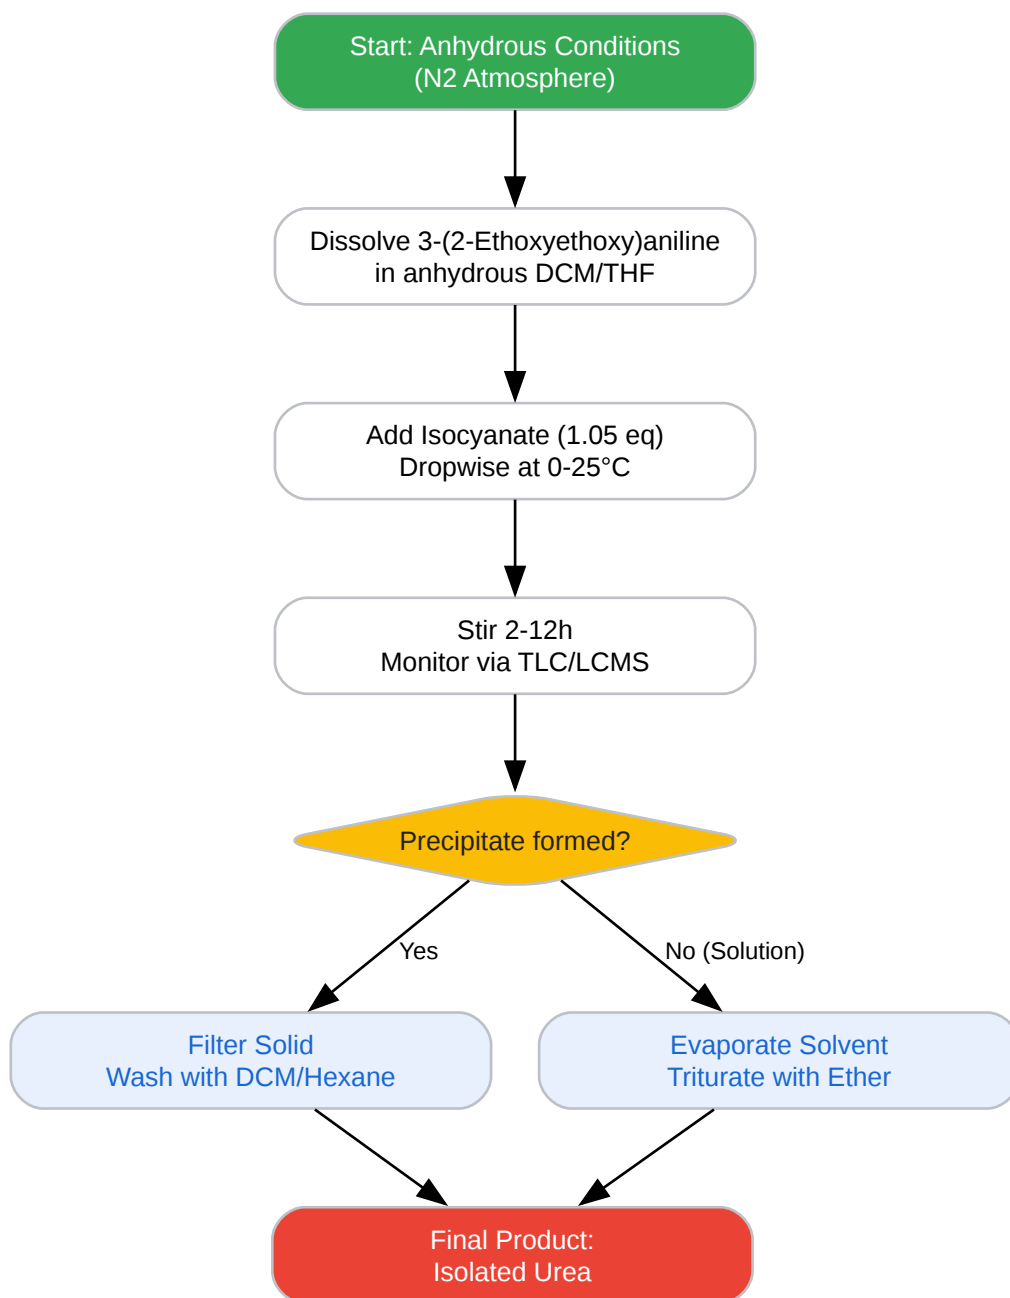 Start: Anhydrous Conditions
(N2 Atmosphere)
Dissolve 3-(2-Ethoxyethoxy)aniline
in anhydrous DCM/THF
Add Isocyanate (1.05 eq)
Dropwise at 0-25°C
Stir 2-12h
Monitor via TLC/LCMS
Precipitate formed?
Yes
No (Solution)
Filter Solid
Wash with DCM/Hexane
Evaporate Solvent
Triturate with Ether
Final Product:
Isolated Urea